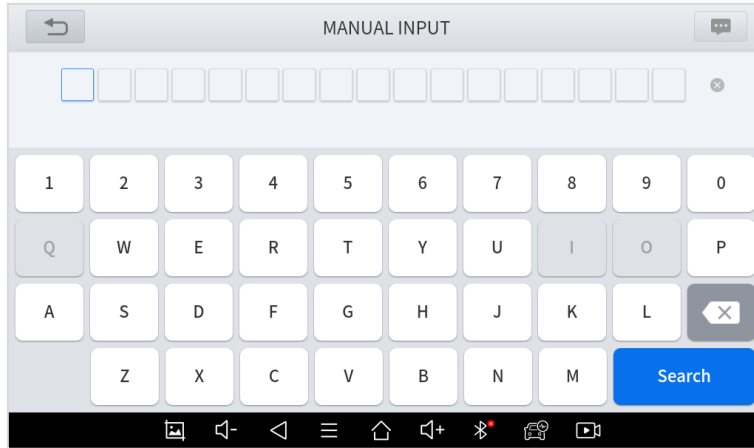 MANUAL INPUT
1 2 3 4 5 6 7 8 9 0
Q W E R T Y U I O P
A S D F G H J K L
Z X C V B N M Search